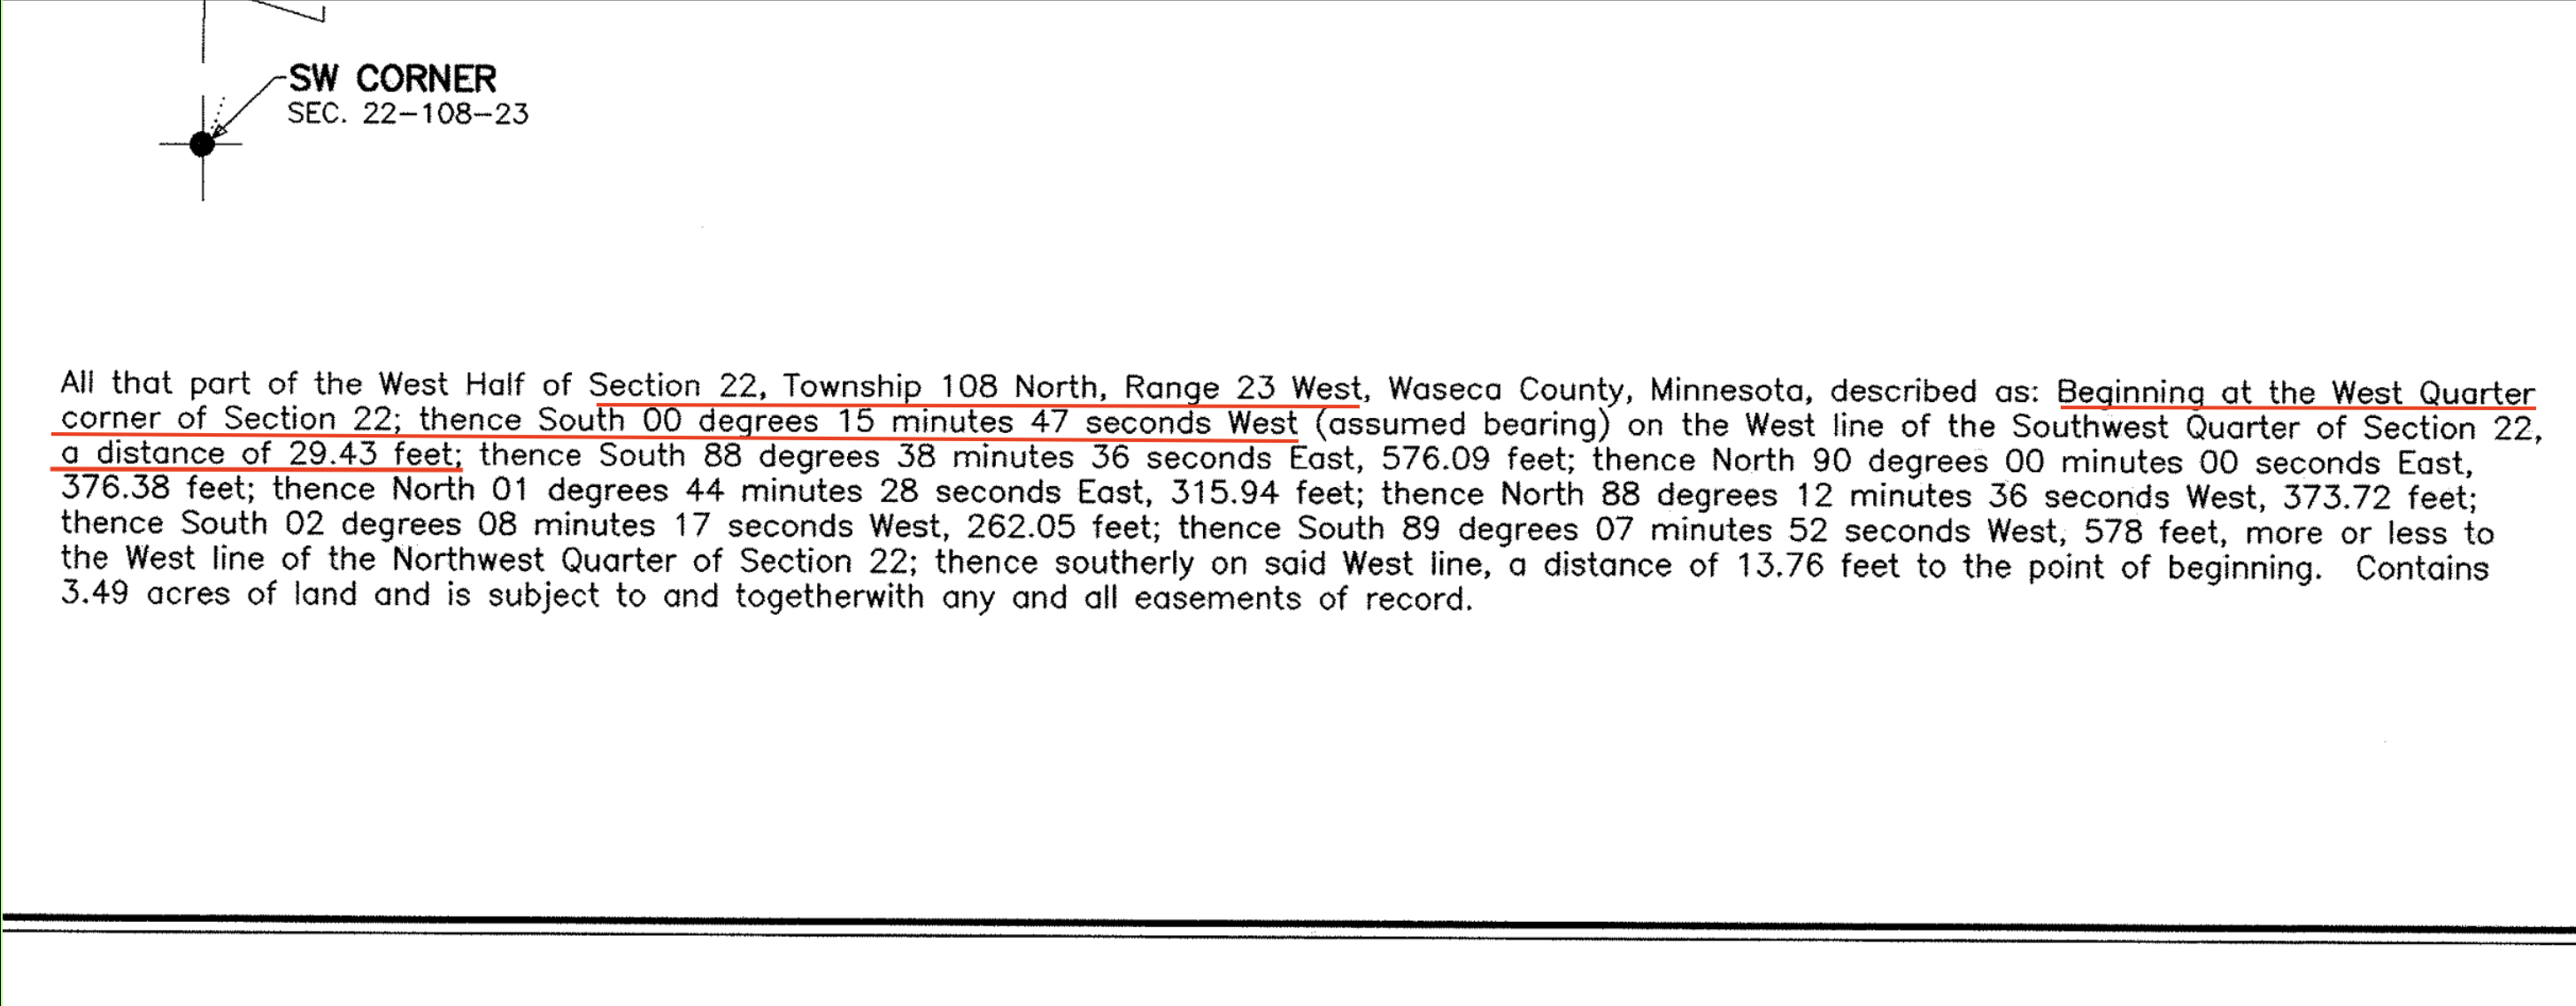 SW CORNER
SEC. 22-108-23
All that part of the West Half of Section 22, Township 108 North, Range 23 West, Waseca County, Minnesota, described as: Beginning at the West Quarter
corner of Section 22; thence South 00 degrees 15 minutes 47 seconds West (assumed bearing) on the West line of the Southwest Quarter of Section 22,
a distance of 29.43 feet; thence South 88 degrees 38 minutes 36 seconds East, 576.09 feet; thence North 90 degrees 00 minutes 00 seconds East,
376.38 feet; thence North 01 degrees 44 minutes 28 seconds East, 315.94 feet; thence North 88 degrees 12 minutes 36 seconds West, 373.72 feet;
thence South 02 degrees 08 minutes 17 seconds West, 262.05 feet; thence South 89 degrees 07 minutes 52 seconds West, 578 feet, more or less to
the West line of the Northwest Quarter of Section 22; thence southerly on said West line, a distance of 13.76 feet to the point of beginning. Contains
3.49 acres of land and is subject to and togetherwith any and all easements of record.